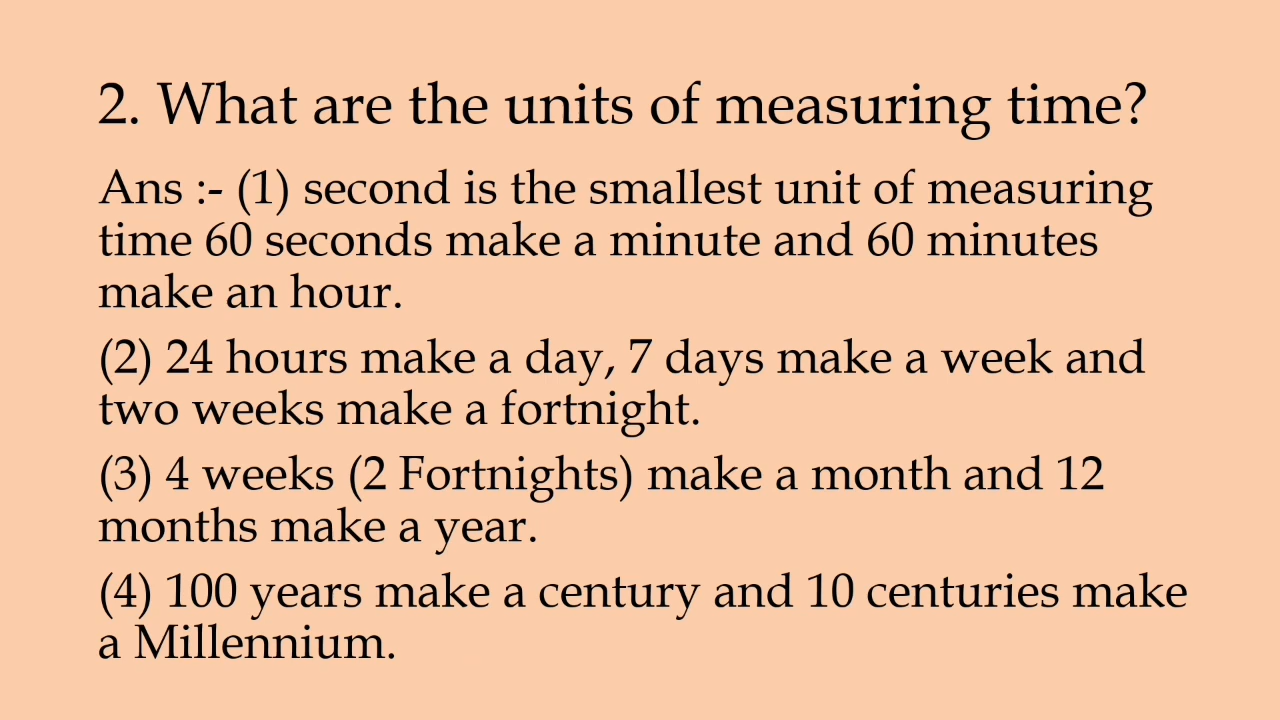 2. What are the units of measuring time?
Ans :- (1) second is the smallest unit of measuring
time 60 seconds make a minute and 60 minutes
make an hour.
(2) 24 hours make a day, 7 days make a week and
two weeks make a fortnight.
(3) 4 weeks (2 Fortnights) make a month and 12
months make a year.
(4) 100 years make a century and 10 centuries make
a Millennium.